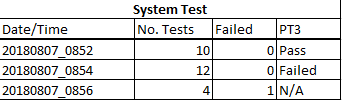 System Test
Date/Time No. Tests Failed PT3
20180807_0852 10 0 Pass
20180807_0854 12 0 Failed
20180807_0856 4 1 N/A